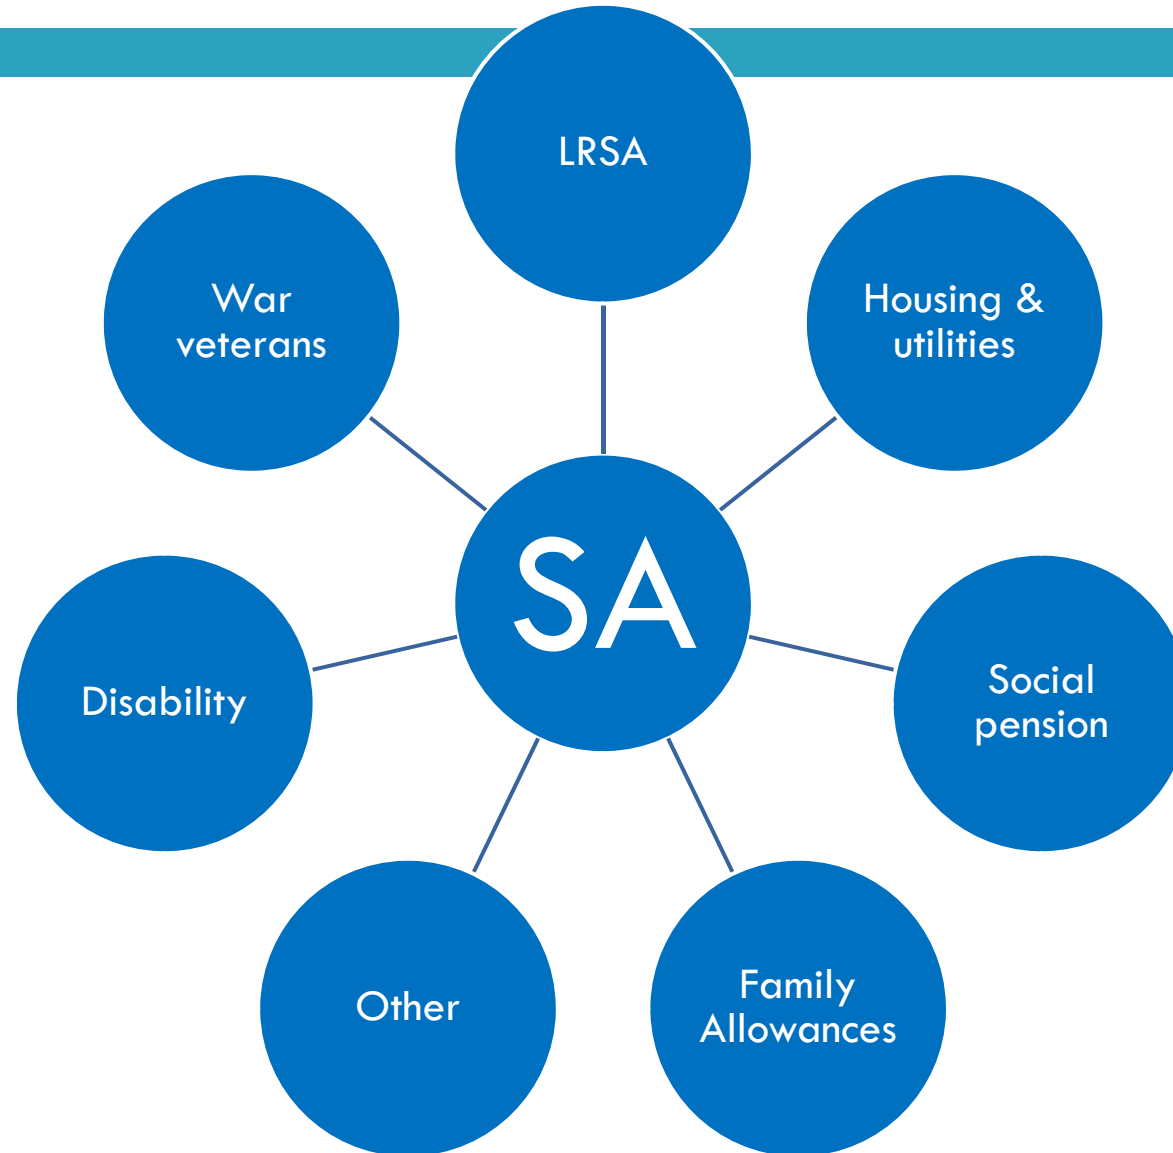 LRSA
War
veterans
Housing &
utilities
SA
Disability
Social
pension
Other
Family
Allowances